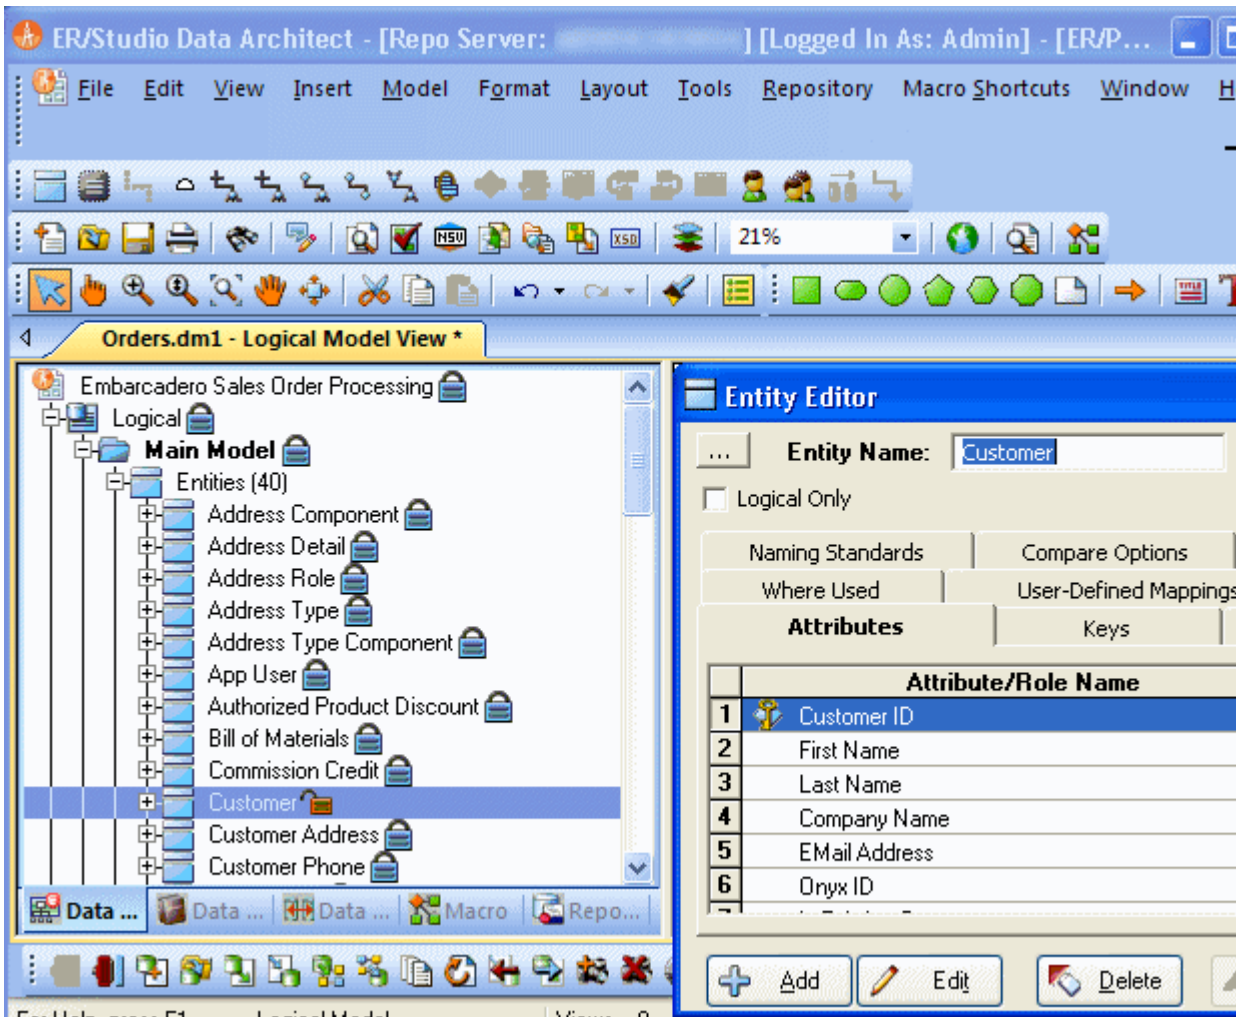 ER/Studio Data Architect - [Repo Server: ] [Logged In As: Admin] - [ER/P...
File Edit View Insert Model Format Layout Tools Repository Macro Shortcuts Window H
NSV XSD 21%
TITLE T
Orders.dm1 - Logical Model View *
Embarcadero Sales Order Processing
Logical
Main Model
Entities (40)
Address Component
Address Detail
Address Role
Address Type
Address Type Component
App User
Authorized Product Discount
Bill of Materials
Commission Credit
Customer
Customer Address
Customer Phone
Data ... Data ... Data ... Macro Repo...
Entity Editor
... Entity Name: Customer
Logical Only
Naming Standards Compare Options
Where Used User-Defined Mappings
Attributes Keys
Attribute/Role Name
1 Customer ID
2 First Name
3 Last Name
4 Company Name
5 EMail Address
6 Onyx ID
Add Edit Delete